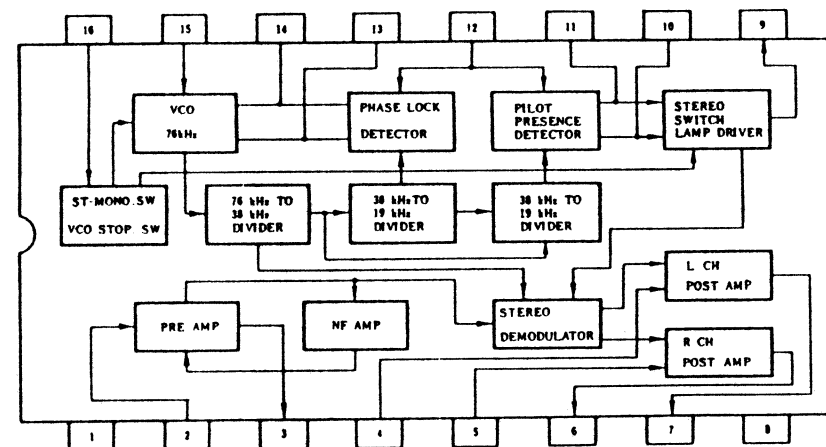 16 15 14 13 12 11 10 9
VCO
76kHz
PHASE LOCK
DETECTOR
PILOT
PRESENCE
DETECTOR
STEREO
SWITCH
LAMP DRIVER
ST-MONO.SW
VCO STOP SW
76 kHz TO
38 kHz
DIVIDER
38 kHz TO
19 kHz
DIVIDER
38 kHz TO
19 kHz
DIVIDER
PRE AMP
NF AMP
STEREO
DEMODULATOR
L CH
POST AMP
R CH
POST AMP
1 2 3 4 5 6 7 8